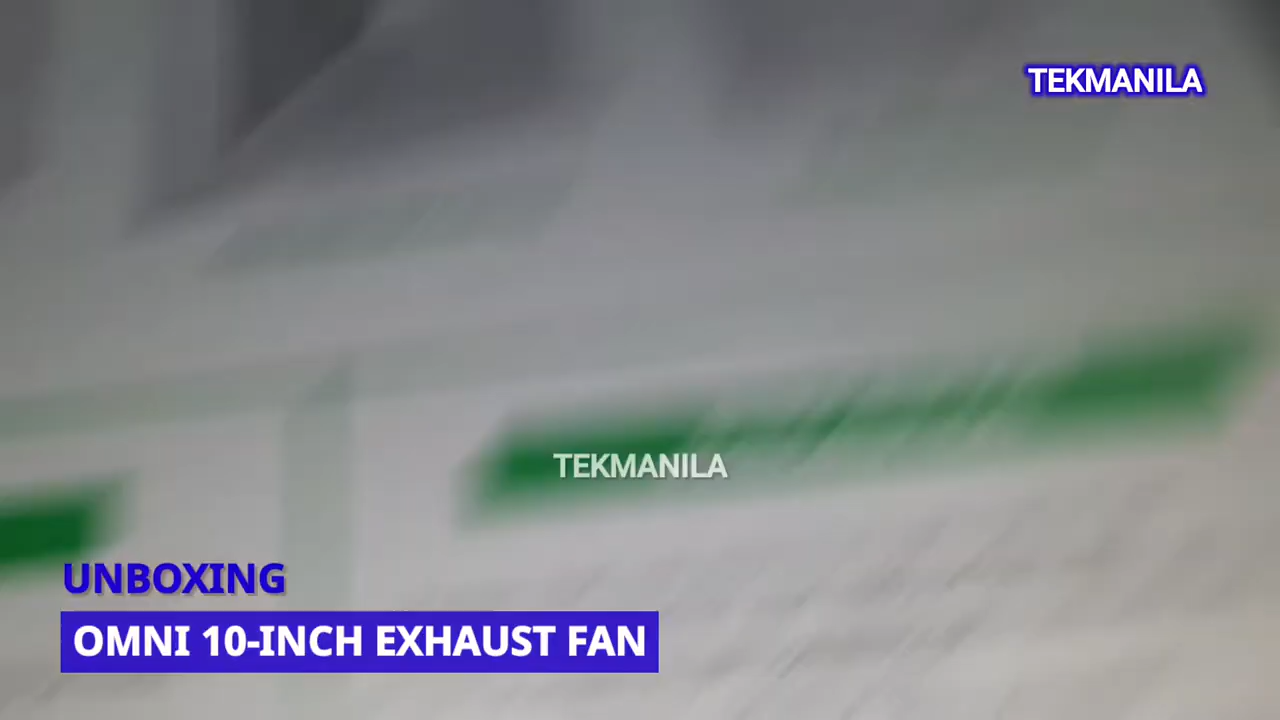 TEKMANILA
TEKMANILA
UNBOXING
OMNI 10-INCH EXHAUST FAN